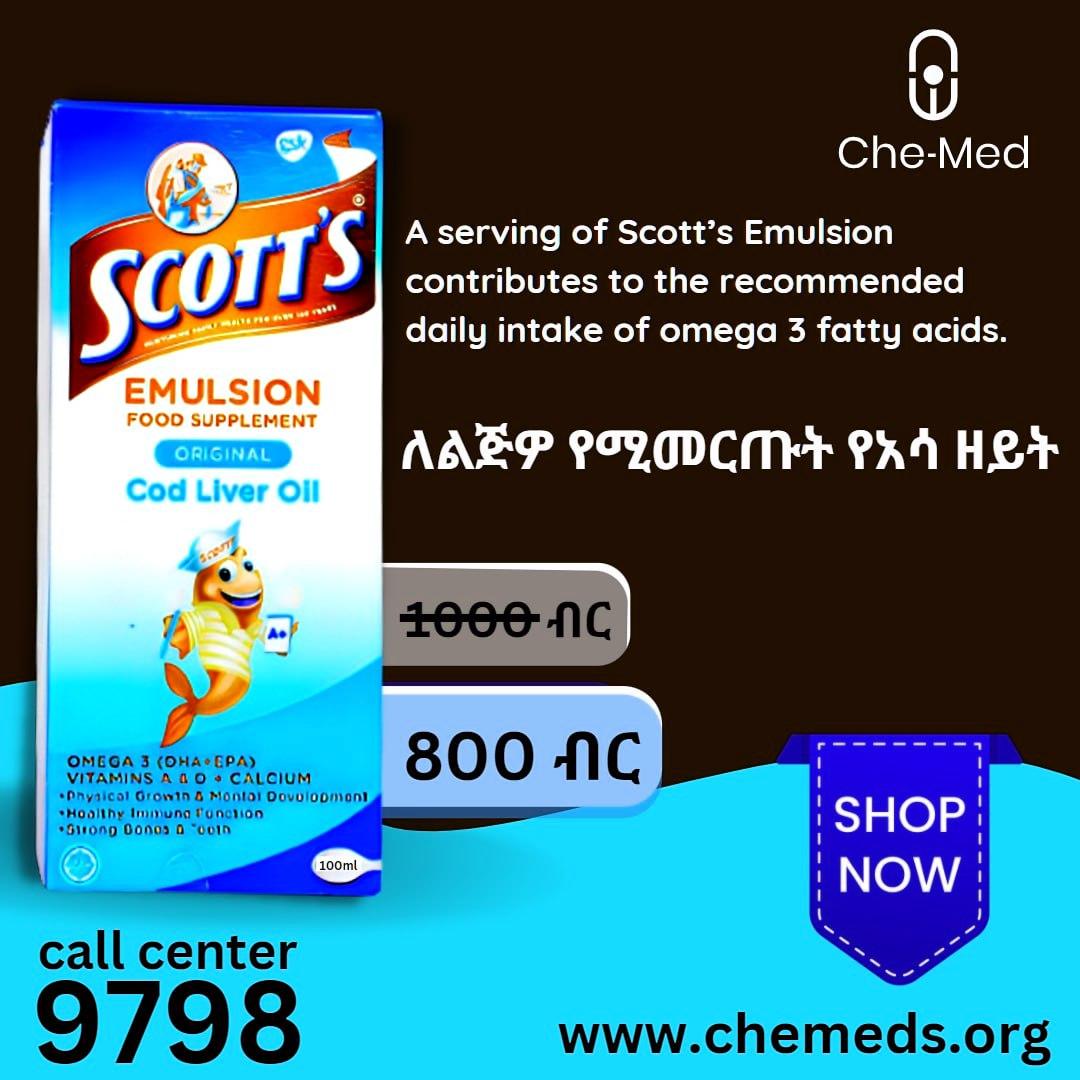 Che-Med
A serving of Scott's Emulsion
contributes to the recommended
daily intake of omega 3 fatty acids.
ለልጅዎ የሚመርጡት የአሳ ዘይት
1000 ብር
800 ብር
SHOP
NOW
call center
9798
www.chemeds.org
gsk
SCOTT'S®
EMULSION
FOOD SUPPLEMENT
ORIGINAL
Cod Liver Oil
SCOTT'S
A+
OMEGA 3 (DHA+EPA)
VITAMINS A & D + CALCIUM
•Physical Growth & Mental Development
•Healthy Immune Function
•Strong Bones & Teeth
100ml